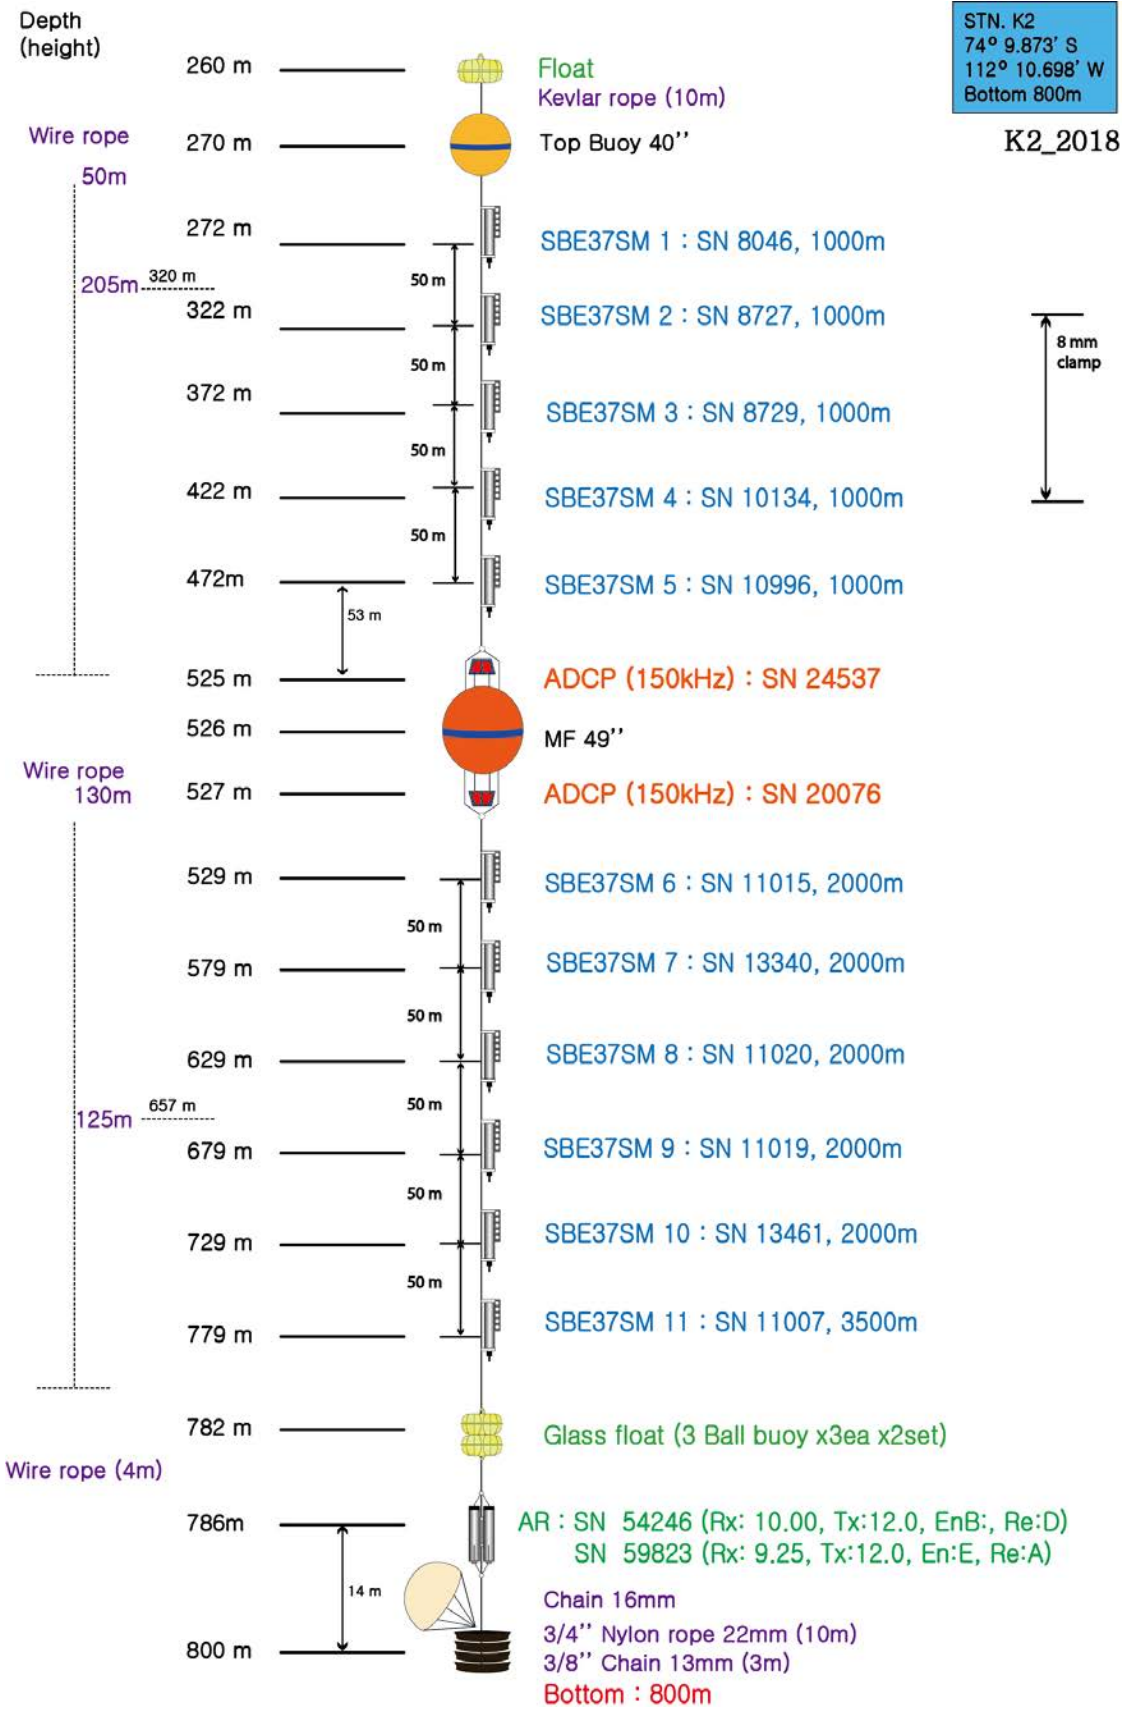 Depth
(height)
STN. K2
74° 9.873′ S
112° 10.698′ W
Bottom 800m
K2_2018
260 m
Float
Kevlar rope (10m)
Wire rope
50m
270 m
Top Buoy 40’’
272 m
SBE37SM 1 : SN 8046, 1000m
50 m
205m
320 m
322 m
SBE37SM 2 : SN 8727, 1000m
8 mm
clamp
50 m
372 m
SBE37SM 3 : SN 8729, 1000m
50 m
422 m
SBE37SM 4 : SN 10134, 1000m
50 m
472m
SBE37SM 5 : SN 10996, 1000m
53 m
525 m
ADCP (150kHz) : SN 24537
526 m
MF 49’’
Wire rope
130m
527 m
ADCP (150kHz) : SN 20076
529 m
SBE37SM 6 : SN 11015, 2000m
50 m
579 m
SBE37SM 7 : SN 13340, 2000m
50 m
629 m
SBE37SM 8 : SN 11020, 2000m
50 m
125m
657 m
679 m
SBE37SM 9 : SN 11019, 2000m
50 m
729 m
SBE37SM 10 : SN 13461, 2000m
50 m
779 m
SBE37SM 11 : SN 11007, 3500m
782 m
Glass float (3 Ball buoy x3ea x2set)
Wire rope (4m)
786m
AR : SN 54246 (Rx: 10.00, Tx:12.0, EnB:, Re:D)
SN 59823 (Rx: 9.25, Tx:12.0, En:E, Re:A)
14 m
Chain 16mm
3/4’’ Nylon rope 22mm (10m)
800 m
3/8’’ Chain 13mm (3m)
Bottom : 800m